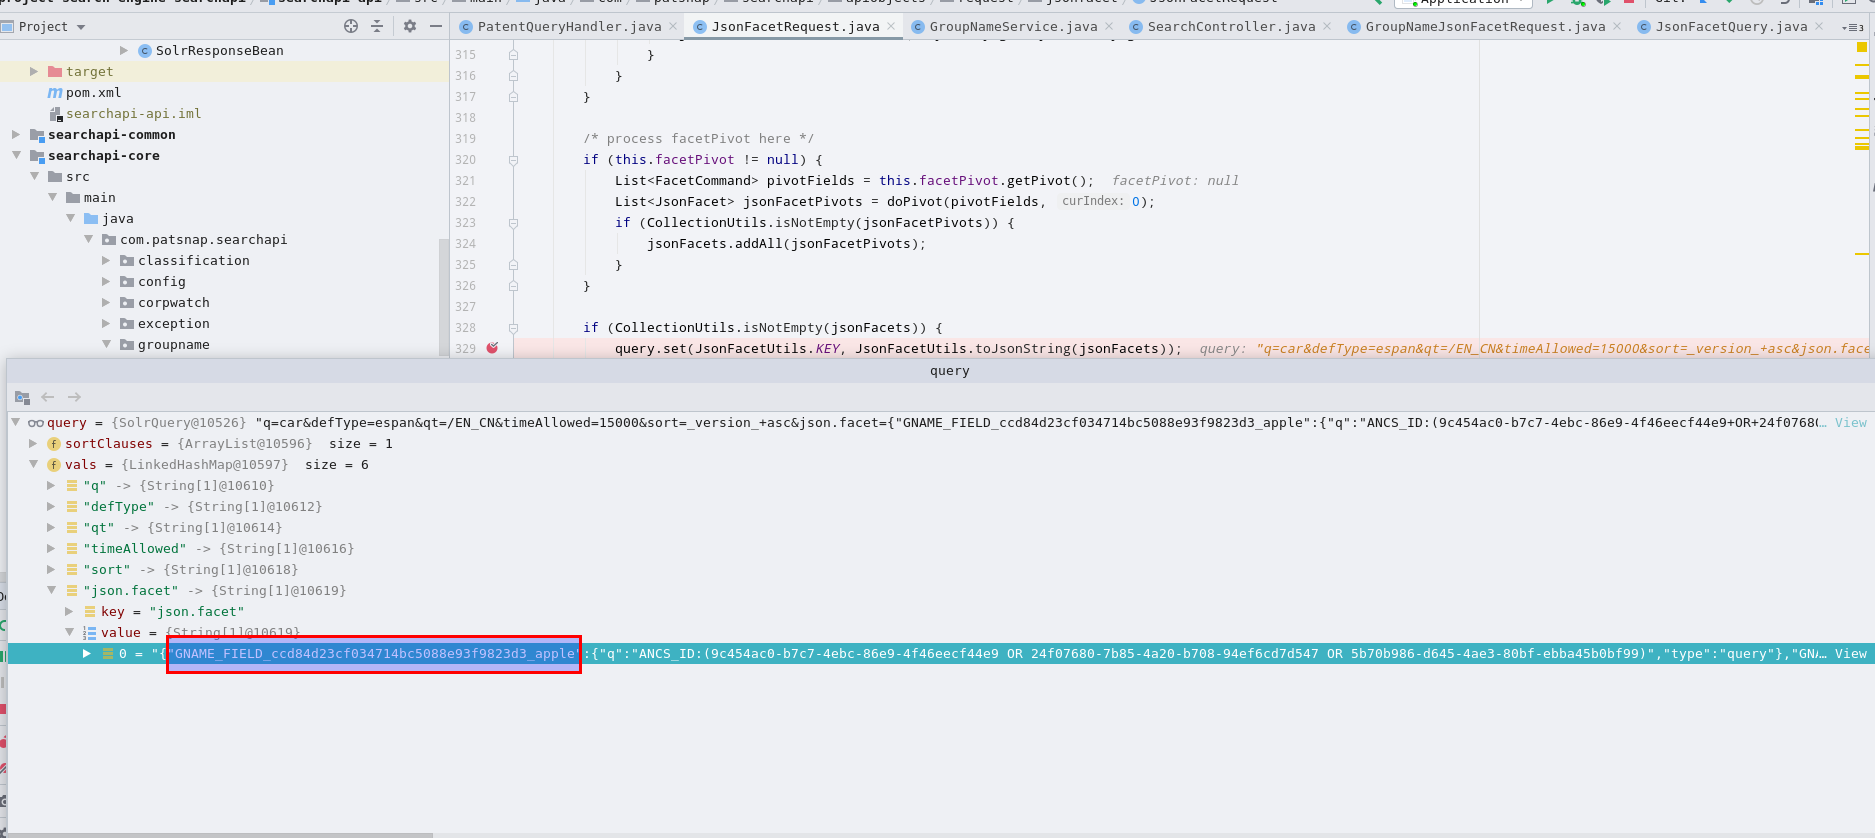 Application
Project
PatentQueryHandler.java
JsonFacetRequest.java
GroupNameService.java
SearchController.java
GroupNameJsonFacetRequest.java
JsonFacetQuery.java
SolrResponseBean
target
pom.xml
searchapi-api.iml
searchapi-common
searchapi-core
src
main
java
com.patsnap.searchapi
classification
config
corpwatch
exception
groupname
315 }
316 }
317 }
318
319 /* process facetPivot here */
320 if (this.facetPivot != null) {
321 List<FacetCommand> pivotFields = this.facetPivot.getPivot(); facetPivot: null
322 List<JsonFacet> jsonFacetPivots = doPivot(pivotFields, curIndex: 0);
323 if (CollectionUtils.isNotEmpty(jsonFacetPivots)) {
324 jsonFacets.addAll(jsonFacetPivots);
325 }
326 }
327
328 if (CollectionUtils.isNotEmpty(jsonFacets)) {
329 query.set(JsonFacetUtils.KEY, JsonFacetUtils.toJsonString(jsonFacets)); query: "q=car&defType=espan&qt=/EN_CN&timeAllowed=15000&sort=_version_+asc&json.face
query
query = {SolrQuery@10526} "q=car&defType=espan&qt=/EN_CN&timeAllowed=15000&sort=_version_+asc&json.facet={"GNAME_FIELD_ccd84d23cf034714bc5088e93f9823d3_apple":{"q":"ANCS_ID:(9c454ac0-b7c7-4ebc-86e9-4f46eecf44e9+OR+24f07680… View
sortClauses = {ArrayList@10596} size = 1
vals = {LinkedHashMap@10597} size = 6
"q" -> {String[1]@10610}
"defType" -> {String[1]@10612}
"qt" -> {String[1]@10614}
"timeAllowed" -> {String[1]@10616}
"sort" -> {String[1]@10618}
"json.facet" -> {String[1]@10619}
key = "json.facet"
value = {String[1]@10619}
0 = "{"GNAME_FIELD_ccd84d23cf034714bc5088e93f9823d3_apple":{"q":"ANCS_ID:(9c454ac0-b7c7-4ebc-86e9-4f46eecf44e9 OR 24f07680-7b85-4a20-b708-94ef6cd7d547 OR 5b70b986-d645-4ae3-80bf-ebba45b0bf99)","type":"query"},"GNA… View